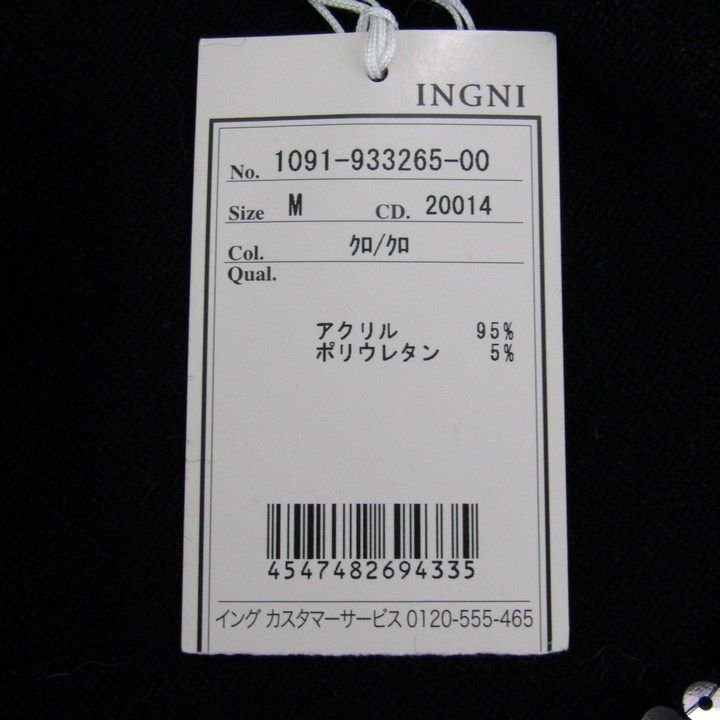 INGNI
No. 1091-933265-00
Size M CD. 20014
Col. ｸﾛ/ｸﾛ
Qual.
アクリル 95%
ポリウレタン 5%
4547482694335
イング カスタマーサービス 0120-555-465